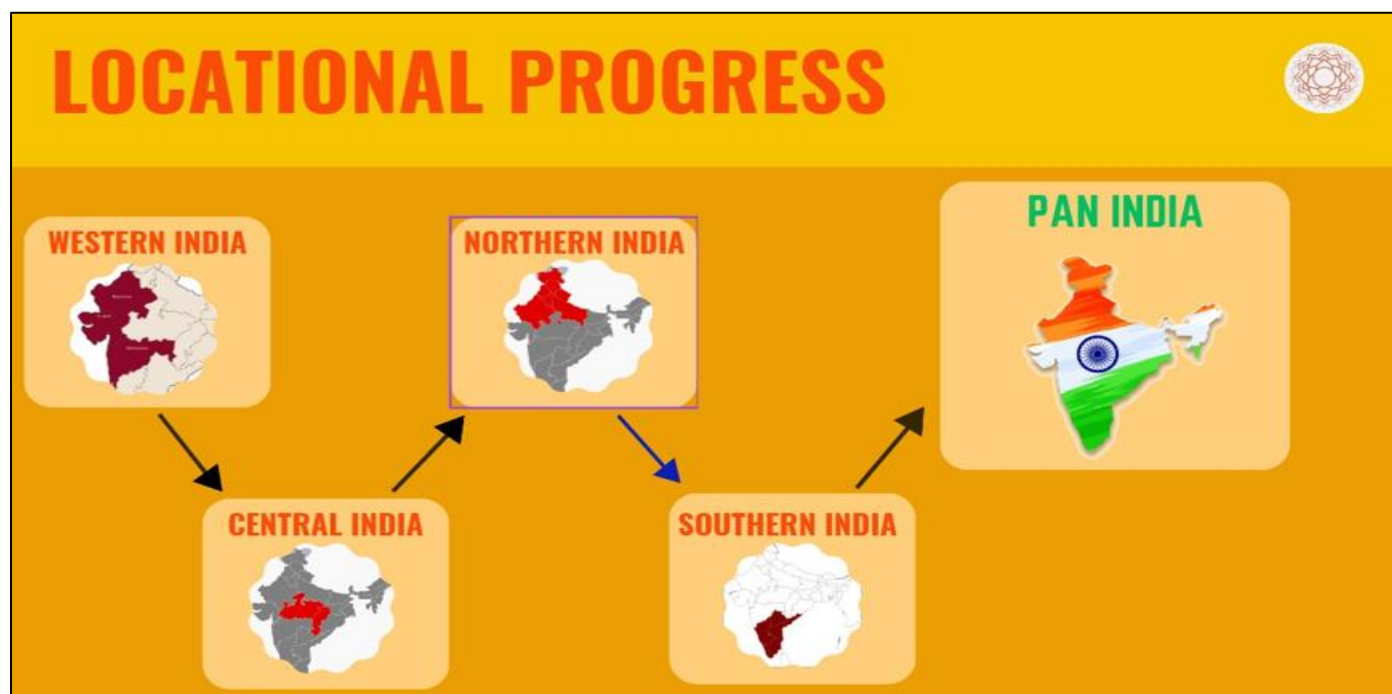 LOCATIONAL PROGRESS
WESTERN INDIA
CENTRAL INDIA
NORTHERN INDIA
SOUTHERN INDIA
PAN INDIA